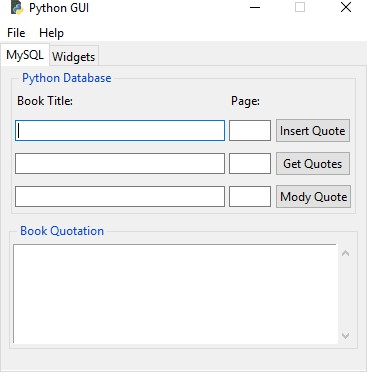 Python GUI
File Help
MySQL Widgets
Python Database
Book Title: Page:
Insert Quote
Get Quotes
Mody Quote
Book Quotation